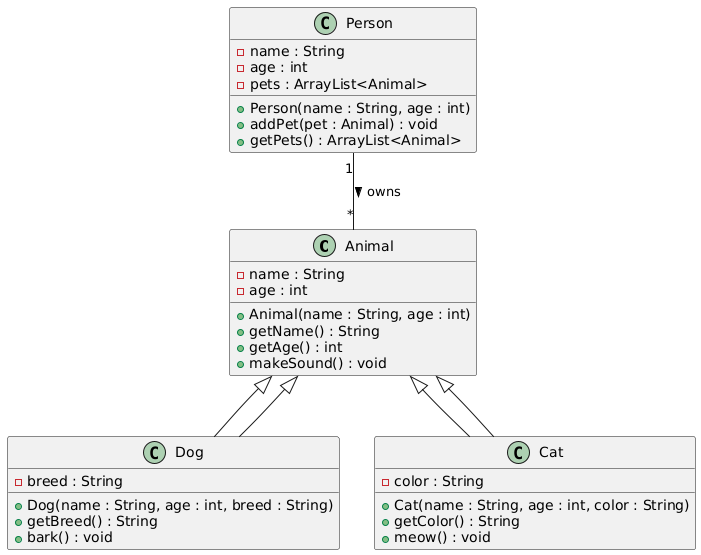 C Person
name : String
age : int
pets : ArrayList<Animal>
Person(name : String, age : int)
addPet(pet : Animal) : void
getPets() : ArrayList<Animal>
1
owns
*
C Animal
name : String
age : int
Animal(name : String, age : int)
getName() : String
getAge() : int
makeSound() : void
C Dog
breed : String
Dog(name : String, age : int, breed : String)
getBreed() : String
bark() : void
C Cat
color : String
Cat(name : String, age : int, color : String)
getColor() : String
meow() : void